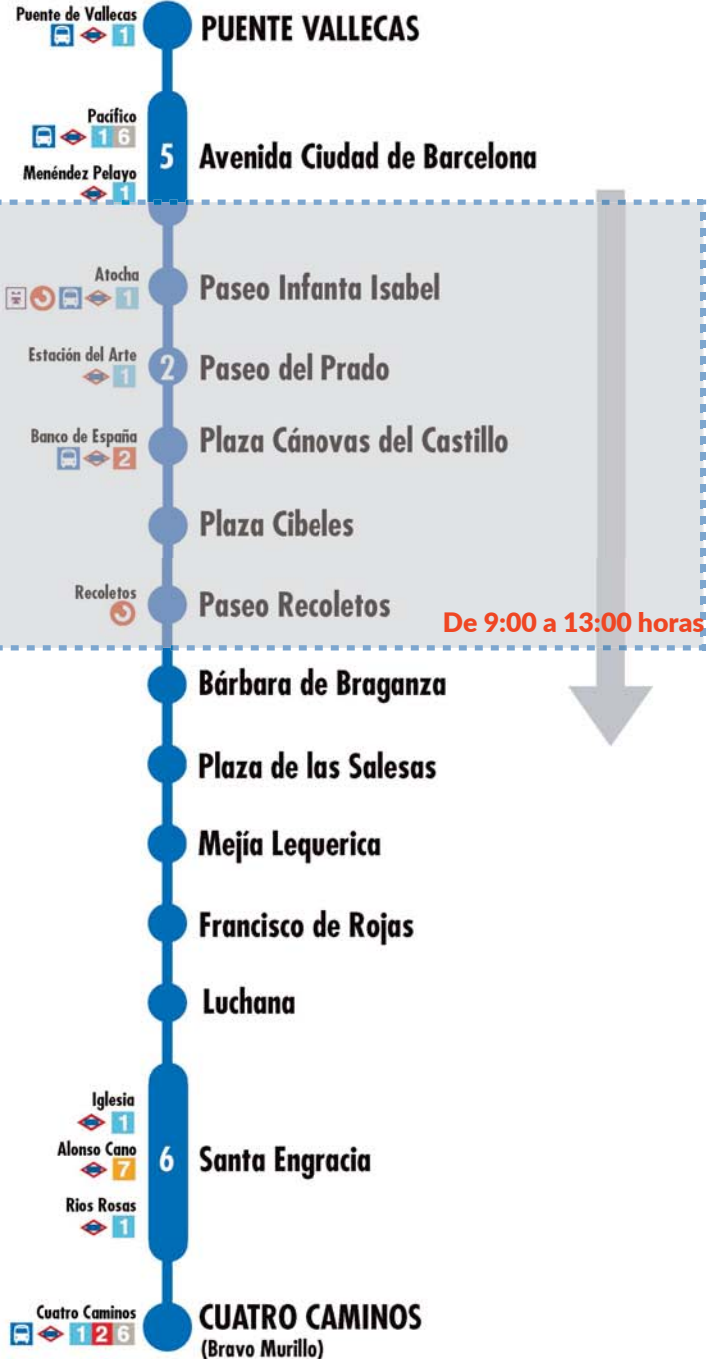 Puente de Vallecas
1
PUENTE VALLECAS
Pacífico
1 6
5
Avenida Ciudad de Barcelona
Menéndez Pelayo
1
Atocha
1
Paseo Infanta Isabel
Estación del Arte
1
2
Paseo del Prado
Banco de España
2
Plaza Cánovas del Castillo
Plaza Cibeles
Recoletos
Paseo Recoletos
De 9:00 a 13:00 horas
Bárbara de Braganza
Plaza de las Salesas
Mejía Lequerica
Francisco de Rojas
Luchana
Iglesia
1
Alonso Cano
7
6
Santa Engracia
Rios Rosas
1
Cuatro Caminos
1 2 6
CUATRO CAMINOS
(Bravo Murillo)